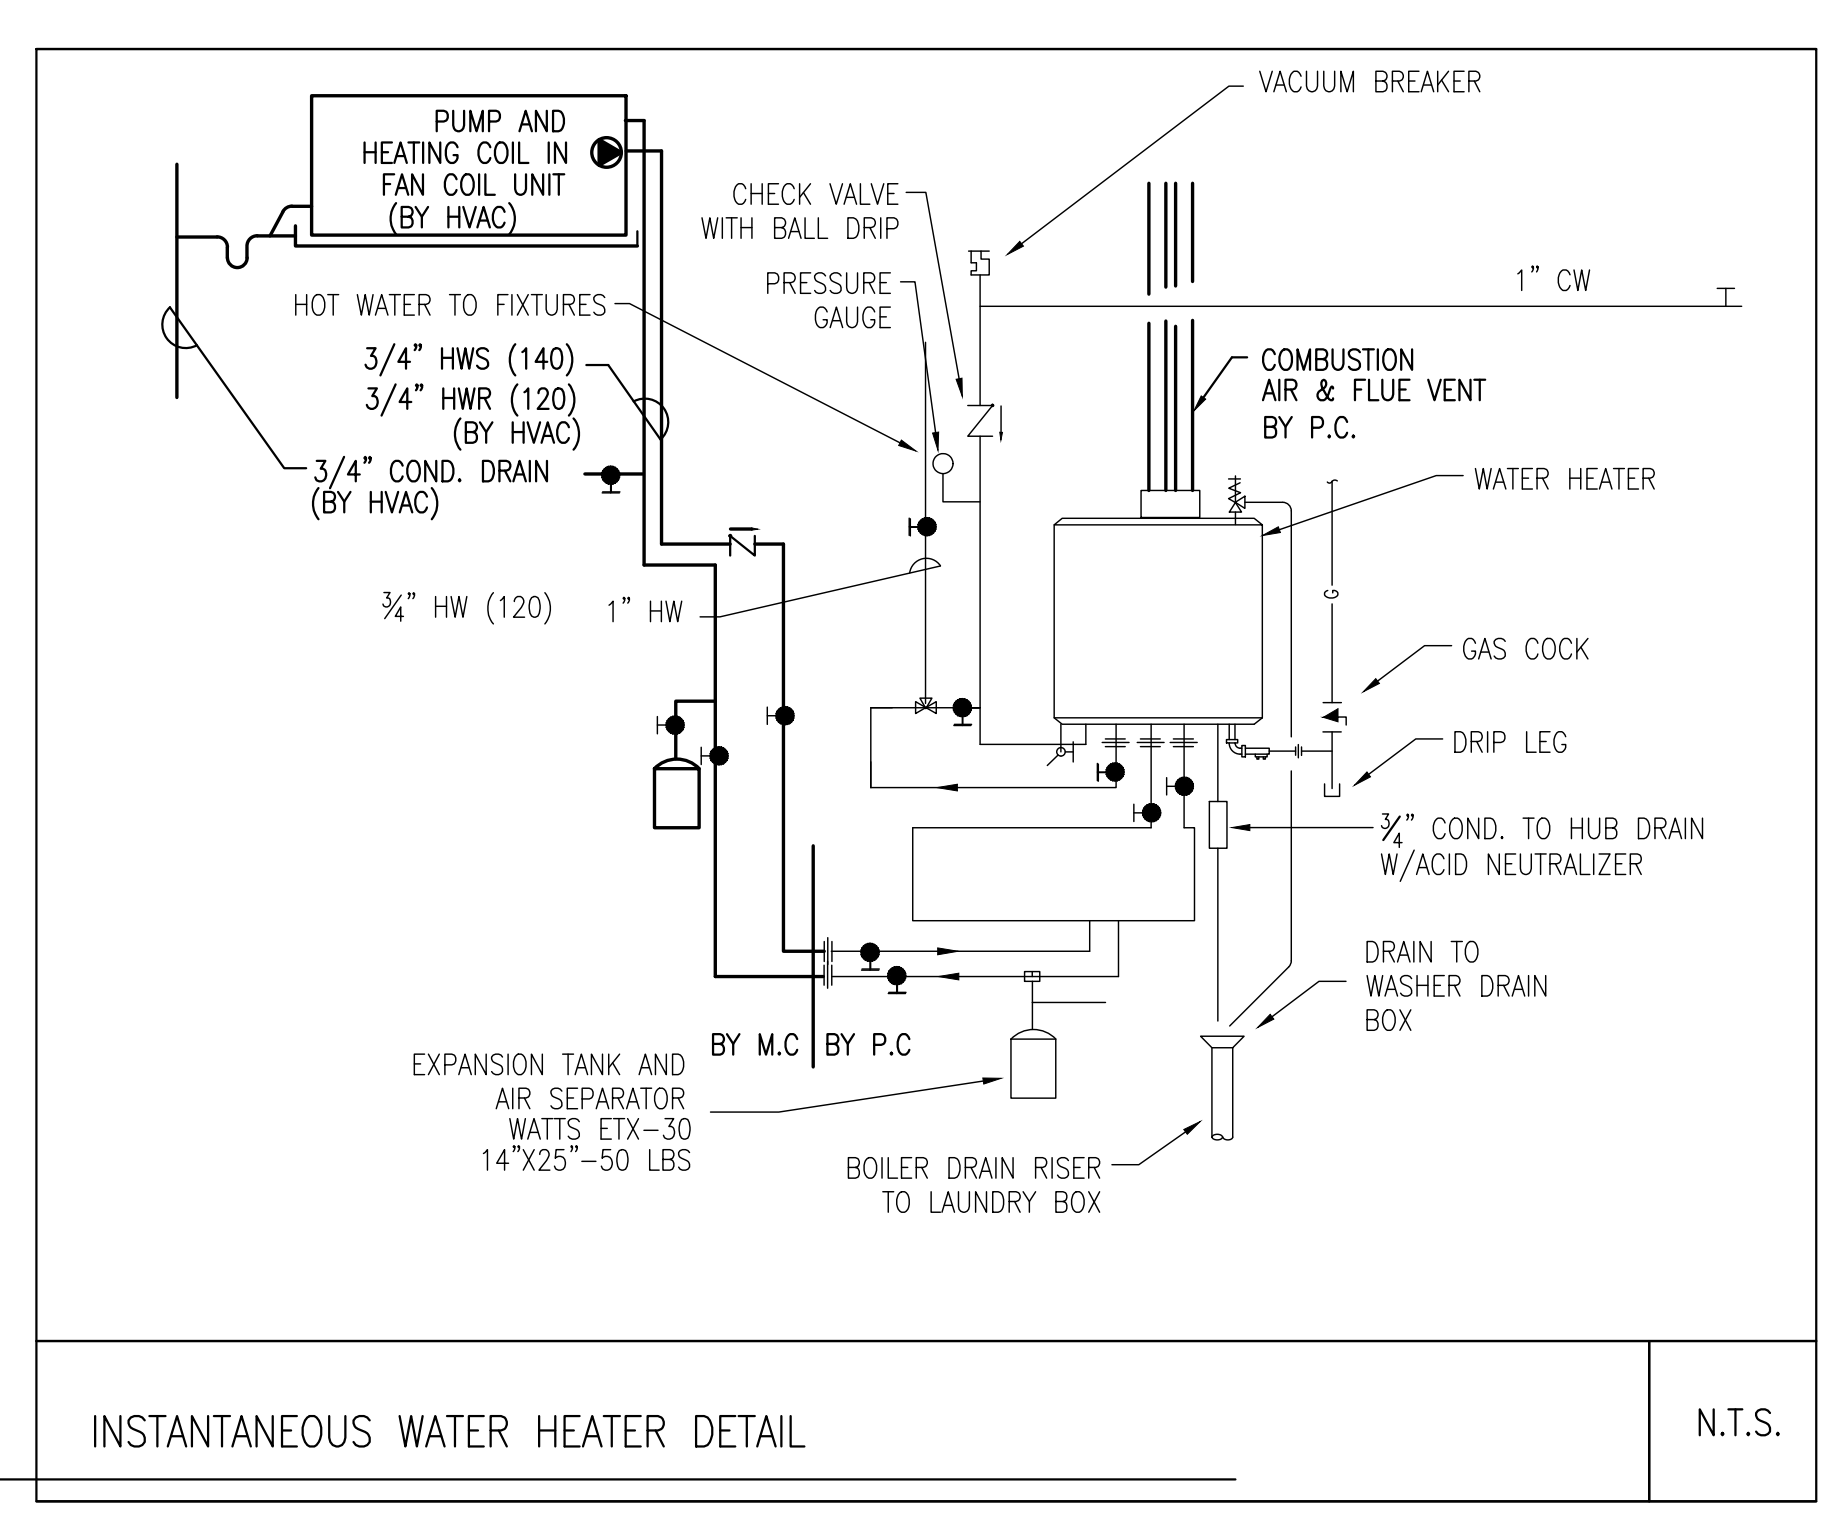 VACUUM BREAKER
PUMP AND
HEATING COIL IN
FAN COIL UNIT
(BY HVAC)
CHECK VALVE
WITH BALL DRIP
PRESSURE
GAUGE
1” CW
HOT WATER TO FIXTURES
3/4” HWS (140)
3/4” HWR (120)
(BY HVAC)
3/4” COND. DRAIN
(BY HVAC)
COMBUSTION
AIR & FLUE VENT
BY P.C.
WATER HEATER
G
¾” HW (120)
1” HW
GAS COCK
DRIP LEG
¾” COND. TO HUB DRAIN
W/ACID NEUTRALIZER
DRAIN TO
WASHER DRAIN
BOX
BY M.C
BY P.C
EXPANSION TANK AND
AIR SEPARATOR
WATTS ETX-30
14”X25”-50 LBS
BOILER DRAIN RISER
TO LAUNDRY BOX
INSTANTANEOUS WATER HEATER DETAIL
N.T.S.